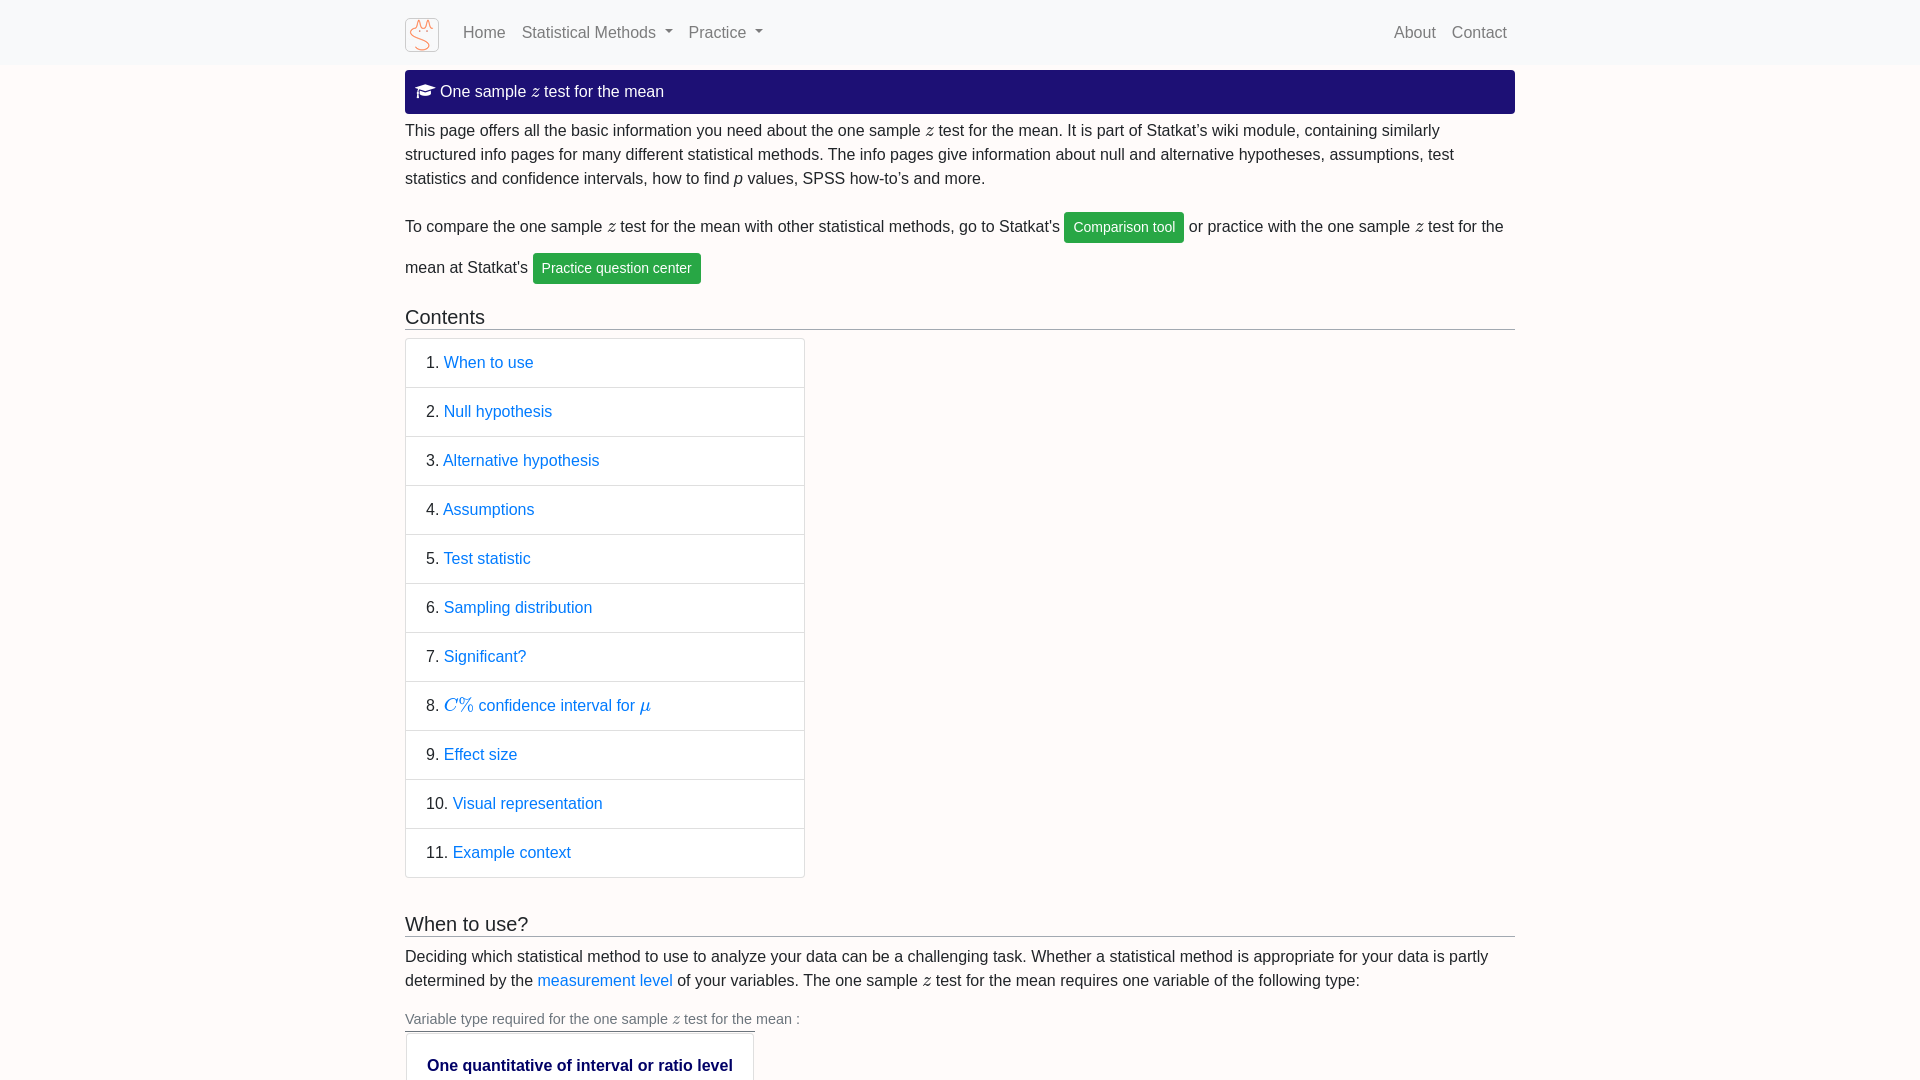 Home Statistical Methods Practice About Contact
One sample z test for the mean
This page offers all the basic information you need about the one sample z test for the mean. It is part of Statkat’s wiki module, containing similarly
structured info pages for many different statistical methods. The info pages give information about null and alternative hypotheses, assumptions, test
statistics and confidence intervals, how to find p values, SPSS how-to’s and more.
To compare the one sample z test for the mean with other statistical methods, go to Statkat's Comparison tool or practice with the one sample z test for the
mean at Statkat's Practice question center
Contents
1. When to use
2. Null hypothesis
3. Alternative hypothesis
4. Assumptions
5. Test statistic
6. Sampling distribution
7. Significant?
8. C% confidence interval for μ
9. Effect size
10. Visual representation
11. Example context
When to use?
Deciding which statistical method to use to analyze your data can be a challenging task. Whether a statistical method is appropriate for your data is partly
determined by the measurement level of your variables. The one sample z test for the mean requires one variable of the following type:
Variable type required for the one sample z test for the mean :
One quantitative of interval or ratio level